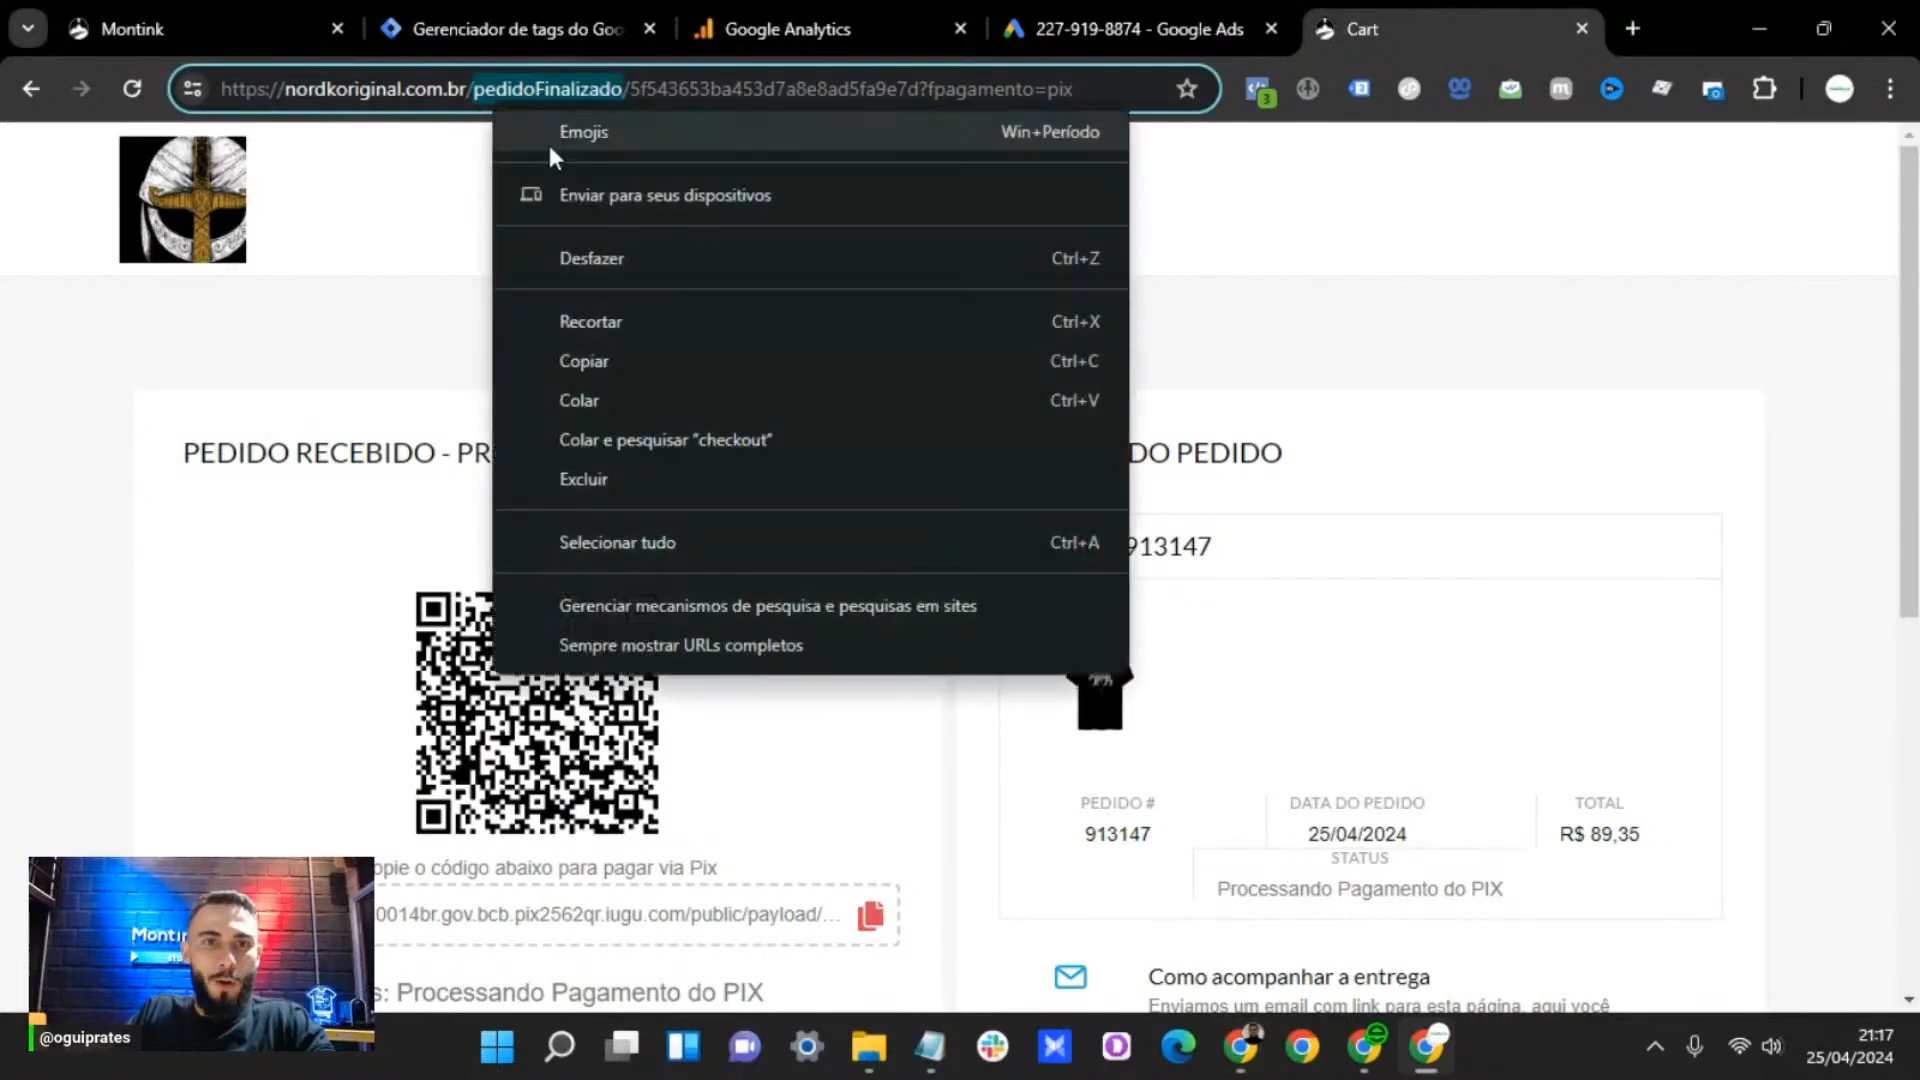 Montink
Gerenciador de tags do Goo
Google Analytics
227-919-8874 - Google Ads
Cart
https://nordkoriginal.com.br/pedidoFinalizado/5f543653ba453d7a8e8ad5fa9e7d?fpagamento=pix
3
Emojis Win+Período
Enviar para seus dispositivos
Desfazer Ctrl+Z
Recortar Ctrl+X
Copiar Ctrl+C
Colar Ctrl+V
Colar e pesquisar “checkout”
Excluir
Selecionar tudo Ctrl+A
Gerenciar mecanismos de pesquisa e pesquisas em sites
Sempre mostrar URLs completos
PEDIDO RECEBIDO - PR
DO PEDIDO
913147
PEDIDO # DATA DO PEDIDO TOTAL
913147 25/04/2024 R$ 89,35
STATUS
Processando Pagamento do PIX
opie o código abaixo para pagar via Pix
0014br.gov.bcb.pix2562qr.iugu.com/public/payload/...
s: Processando Pagamento do PIX
Como acompanhar a entrega
Enviamos um email com link para esta página, aqui você
Montin
@oguiprates
21:17
25/04/2024